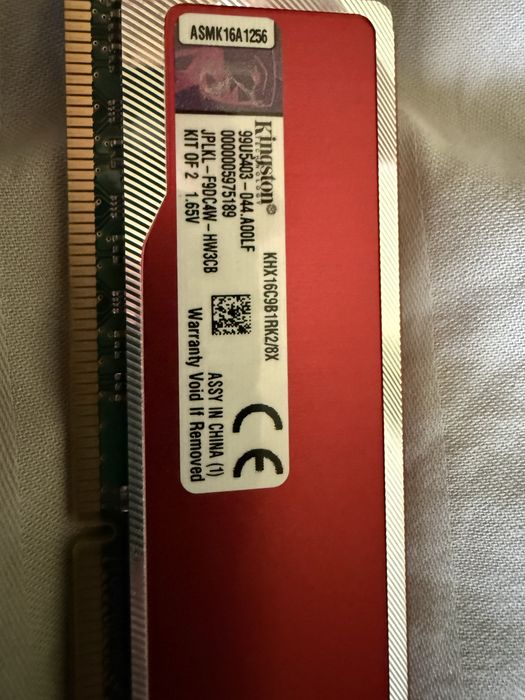 ASMK16A1256
Kingston®
TECHNOLOGY
KHX16C9B1RK2/8X
99U5403-044.A00LF
0000005975189
JPLKL-F9DC4W-HW3CB
KIT OF 2 1.65V
CE
ASSY IN CHINA (1)
Warranty Void If Removed